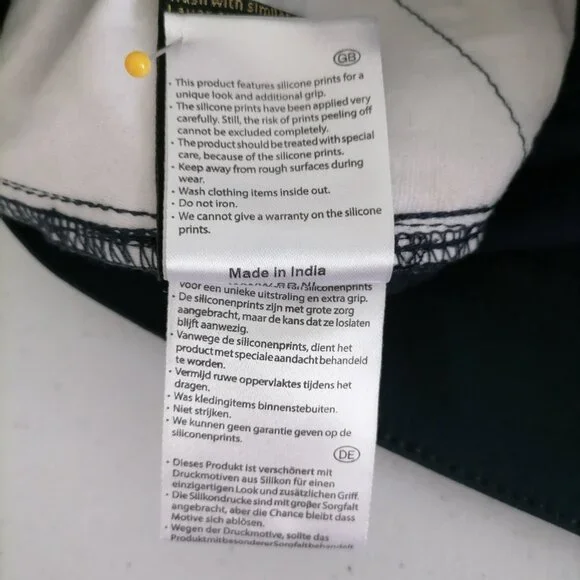 with simil
GB
· This product features silicone prints for a
unique look and additional grip.
· The silicone prints have been applied very
carefully. Still, the risk of prints peeling off
cannot be excluded completely.
· The product should be treated with special
care, because of the silicone prints.
· Keep away from rough surfaces during
wear.
· Wash clothing items inside out.
· Do not iron.
· We cannot give a warranty on the silicone
prints.
Made in India
siliconenprints
voor een unieke uitstraling en extra grip.
· De siliconenprints zijn met grote zorg
aangebracht, maar de kans dat ze loslaten
blijft aanwezig.
· Vanwege de siliconenprints, dient het
product met speciale aandacht behandeld
te worden.
· Vermijd ruwe oppervlaktes tijdens het
dragen.
· Was kledingitems binnenstebuiten.
· Niet strijken.
· We kunnen geen garantie geven op de
siliconenprints.
DE
· Dieses Produkt ist verschönert mit
Druckmotiven aus Silikon für einen
einzigartigen Look und zusätzlichen Griff.
· Die Silikondrucke sind mit großer Sorgfalt
angebracht, aber die Chance bleibt dass
Motive sich ablösen.
· Wegen der Druckmotive, sollte das
Produkt mit besonderer Sorgfalt